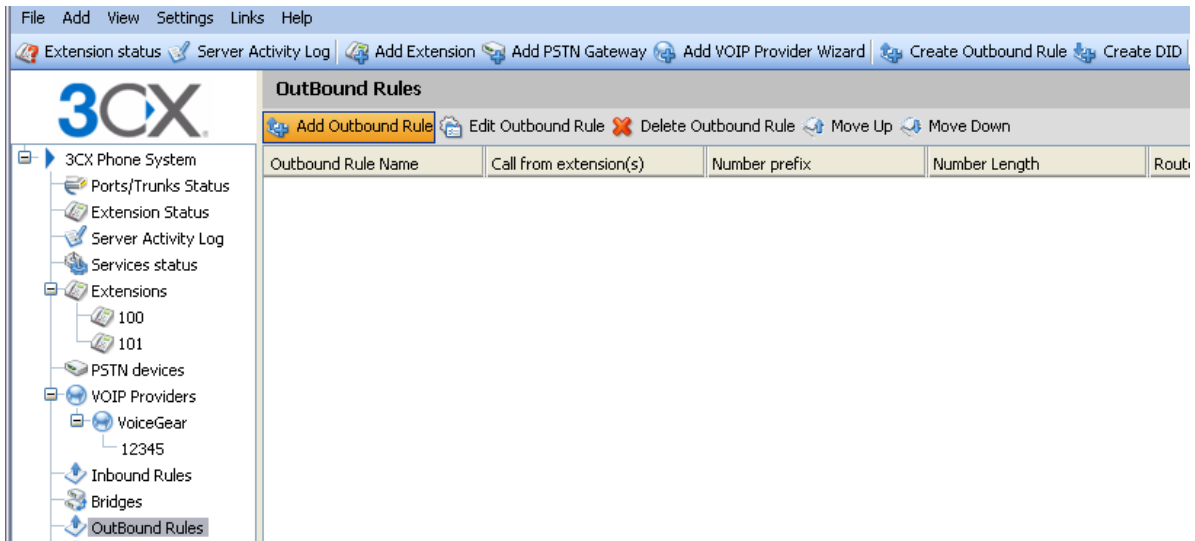 File Add View Settings Links Help
Extension status Server Activity Log Add Extension Add PSTN Gateway Add VOIP Provider Wizard Create Outbound Rule Create DID
3CX
OutBound Rules
Add Outbound Rule Edit Outbound Rule Delete Outbound Rule Move Up Move Down
Outbound Rule Name Call from extension(s) Number prefix Number Length Route
3CX Phone System
Ports/Trunks Status
Extension Status
Server Activity Log
Services status
Extensions
100
101
PSTN devices
VOIP Providers
VoiceGear
12345
Inbound Rules
Bridges
OutBound Rules